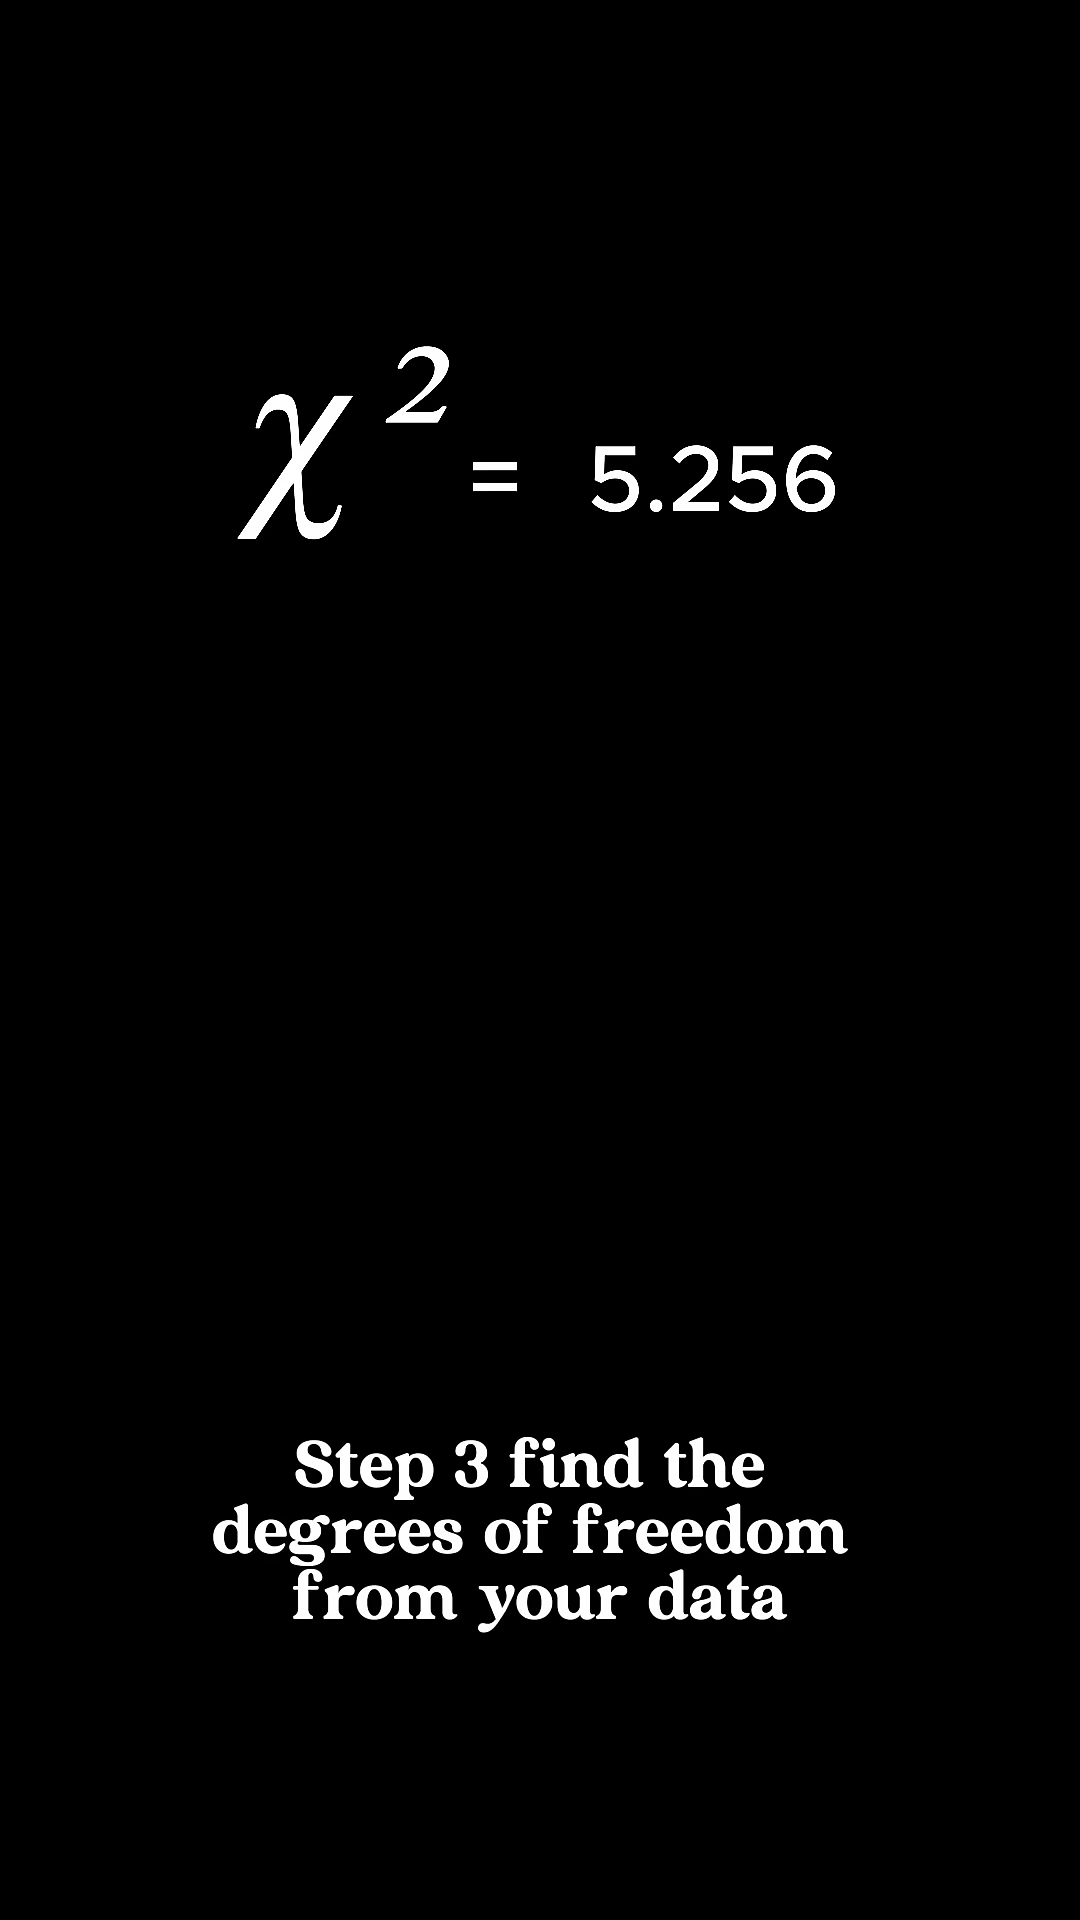 χ² = 5.256
Step 3 find the
degrees of freedom
from your data